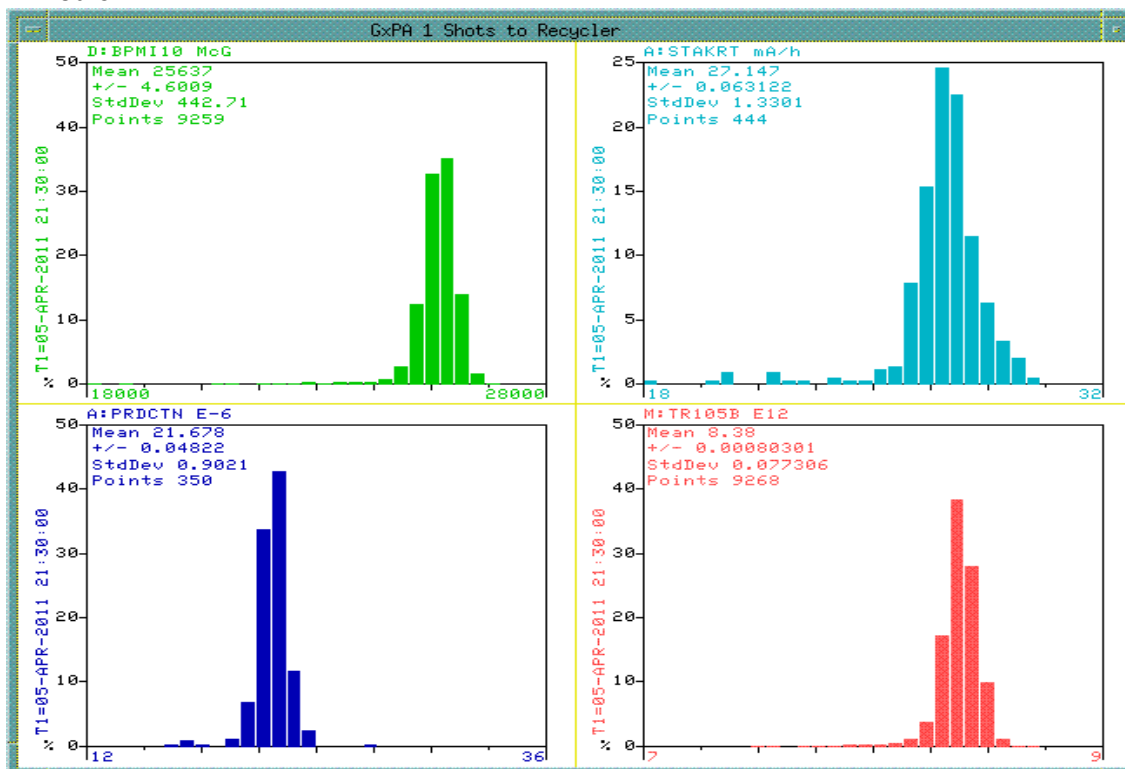 GxPA 1 Shots to Recycler
D:BPMI10 McG
Mean 25637
+/- 4.6009
StdDev 442.71
Points 9259
50
40
30
20
10
% 0
T1=05-APR-2011 21:30:00
18000 28000
A:STAKRT mA/h
Mean 27.147
+/- 0.063122
StdDev 1.3301
Points 444
25
20
15
10
5
% 0
T1=05-APR-2011 21:30:00
18 32
A:PRDCTN E-6
Mean 21.678
+/- 0.04822
StdDev 0.9021
Points 350
50
40
30
20
10
% 0
T1=05-APR-2011 21:30:00
12 36
M:TR105B E12
Mean 8.38
+/- 0.00080301
StdDev 0.077306
Points 9268
50
40
30
20
10
% 0
T1=05-APR-2011 21:30:00
7 9